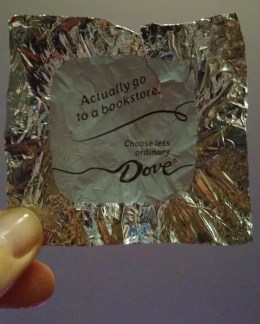 Actually go
to a bookstore.
Choose less
ordinary
Dove